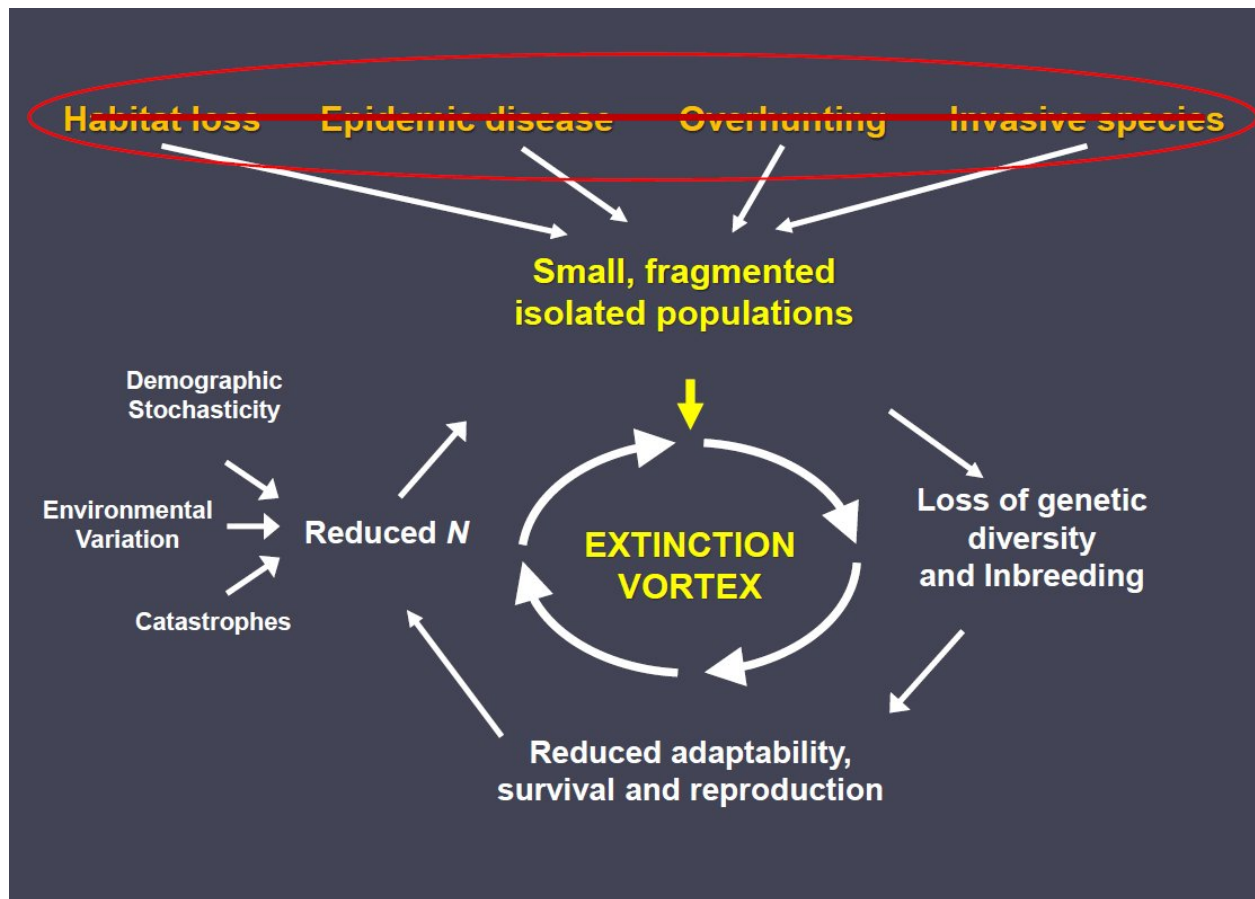 Habitat loss Epidemic disease Overhunting Invasive species
Small, fragmented
isolated populations
Demographic
Stochasticity
Environmental
Variation
Catastrophes
Reduced N
EXTINCTION
VORTEX
Loss of genetic
diversity
and Inbreeding
Reduced adaptability,
survival and reproduction